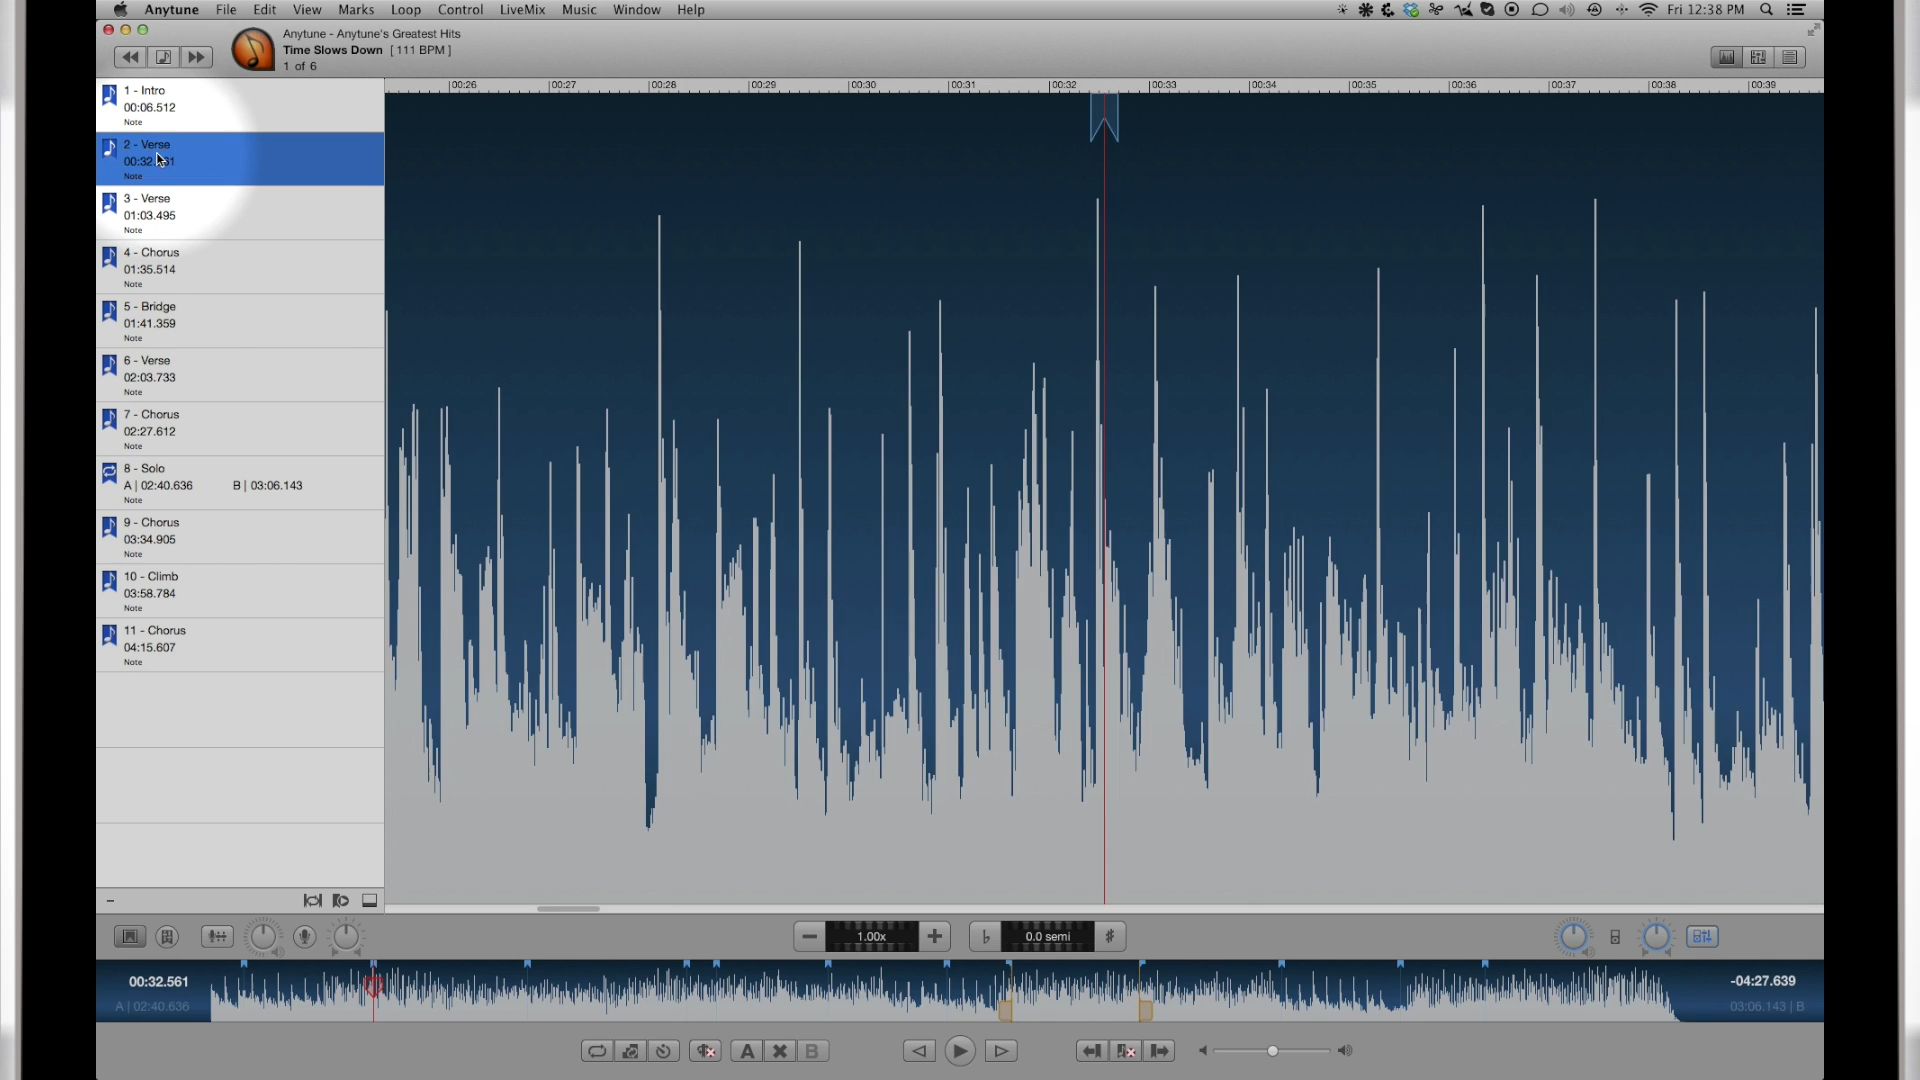 Anytune File Edit View Marks Loop Control LiveMix Music Window Help
Fri 12:38 PM
Anytune - Anytune's Greatest Hits
Time Slows Down [ 111 BPM ]
1 of 6
00:26 00:27 00:28 00:29 00:30 00:31 00:32 00:33 00:34 00:35 00:36 00:37 00:38 00:39
1 - Intro
00:06.512
Note
2 - Verse
00:32.561
Note
3 - Verse
01:03.495
Note
4 - Chorus
01:35.514
Note
5 - Bridge
01:41.359
Note
6 - Verse
02:03.733
Note
7 - Chorus
02:27.612
Note
8 - Solo
A | 02:40.636 B | 03:06.143
Note
9 - Chorus
03:34.905
Note
10 - Climb
03:58.784
Note
11 - Chorus
04:15.607
Note
1.00x
0.0 semi
00:32.561
A | 02:40.636
-04:27.639
03:06.143 | B
A B